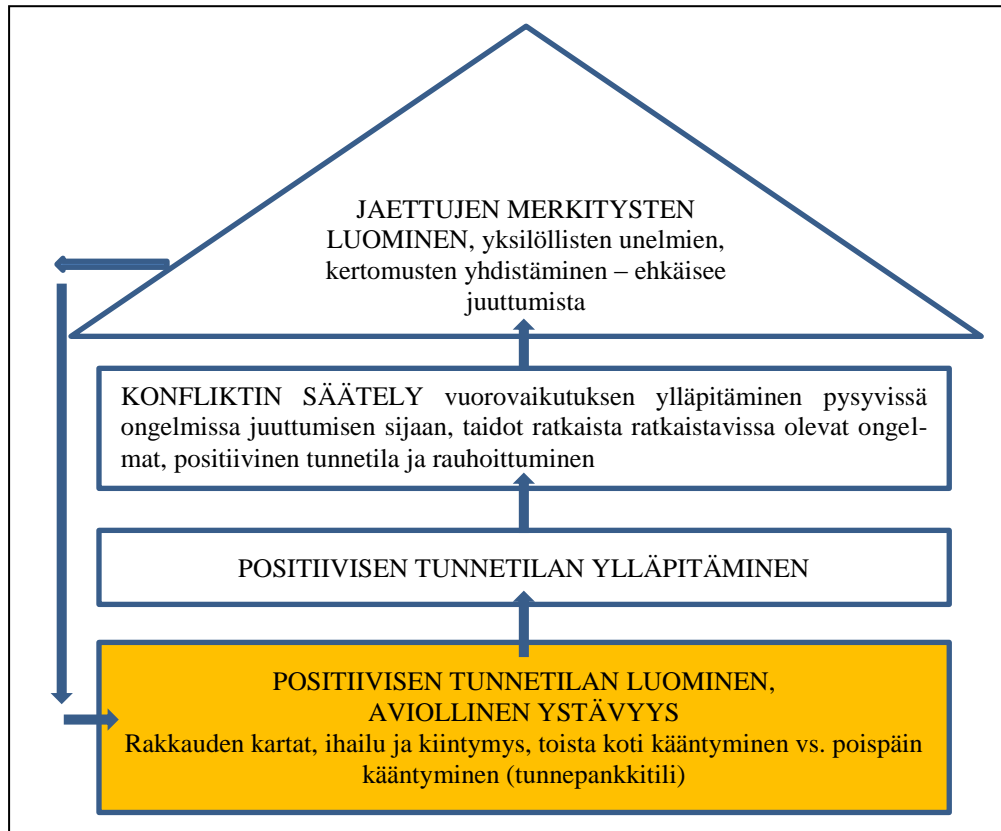 JAETTUJEN MERKITYSTEN
LUOMINEN, yksilöllisten unelmien,
kertomusten yhdistäminen – ehkäisee
juuttumista
KONFLIKTIN SÄÄTELY vuorovaikutuksen ylläpitäminen pysyvissä
ongelmissa juuttumisen sijaan, taidot ratkaista ratkaistavissa olevat ongel-
mat, positiivinen tunnetila ja rauhoittuminen
POSITIIVISEN TUNNETILAN YLLÄPITÄMINEN
POSITIIVISEN TUNNETILAN LUOMINEN,
AVIOLLINEN YSTÄVYYS
Rakkauden kartat, ihailu ja kiintymys, toista koti kääntyminen vs. poispäin
kääntyminen (tunnepankkitili)